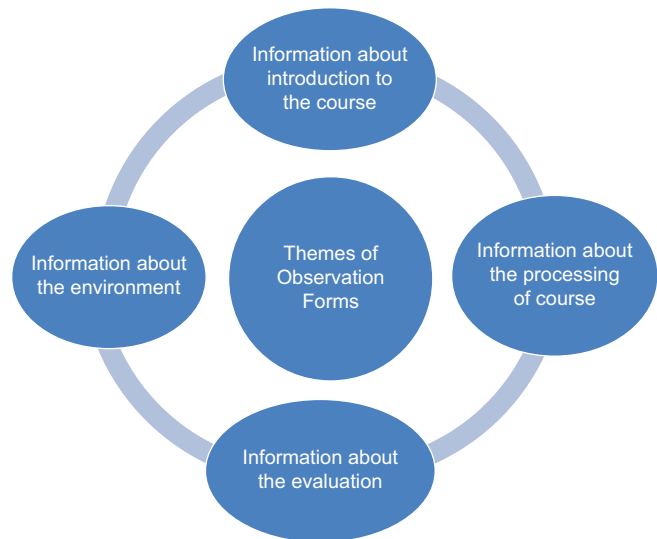 Information about
introduction to
the course
Information about
the environment
Themes of
Observation
Forms
Information about
the processing
of course
Information about
the evaluation